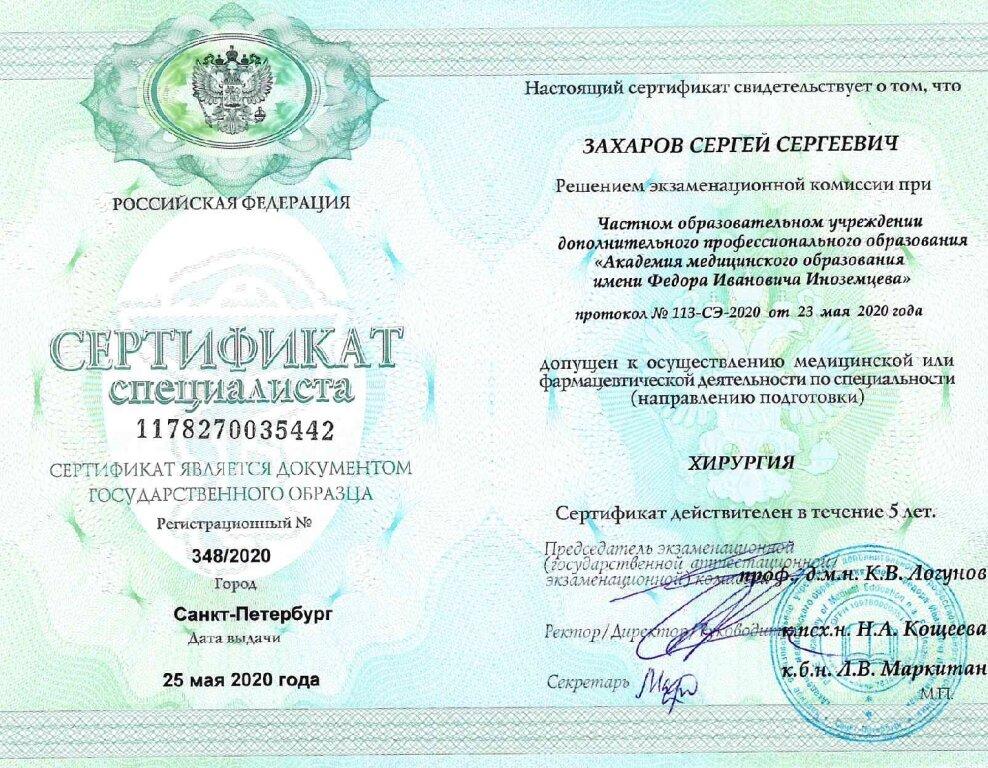 РОССИЙСКАЯ ФЕДЕРАЦИЯ
СЕРТИФИКАТ
специалиста
1178270035442
СЕРТИФИКАТ ЯВЛЯЕТСЯ ДОКУМЕНТОМ
ГОСУДАРСТВЕННОГО ОБРАЗЦА
Регистрационный №
348/2020
Город
Санкт-Петербург
Дата выдачи
25 мая 2020 года
Настоящий сертификат свидетельствует о том, что
ЗАХАРОВ СЕРГЕЙ СЕРГЕЕВИЧ
Решением экзаменационной комиссии при
Частном образовательном учреждении
дополнительного профессионального образования
«Академия медицинского образования
имени Федора Ивановича Иноземцева»
протокол № 113-СЭ-2020 от 23 мая 2020 года
допущен к осуществлению медицинской или
фармацевтической деятельности по специальности
(направлению подготовки)
ХИРУРГИЯ
Сертификат действителен в течение 5 лет.
Председатель экзаменационной
(государственной аттестационной/
экзаменационной) комиссии проф., д.м.н. К.В. Логунов
Ректор/Директор/Руководитель к.псх.н. Н.А. Кощеева
к.б.н. Л.В. Маркитан
Секретарь
М.П.